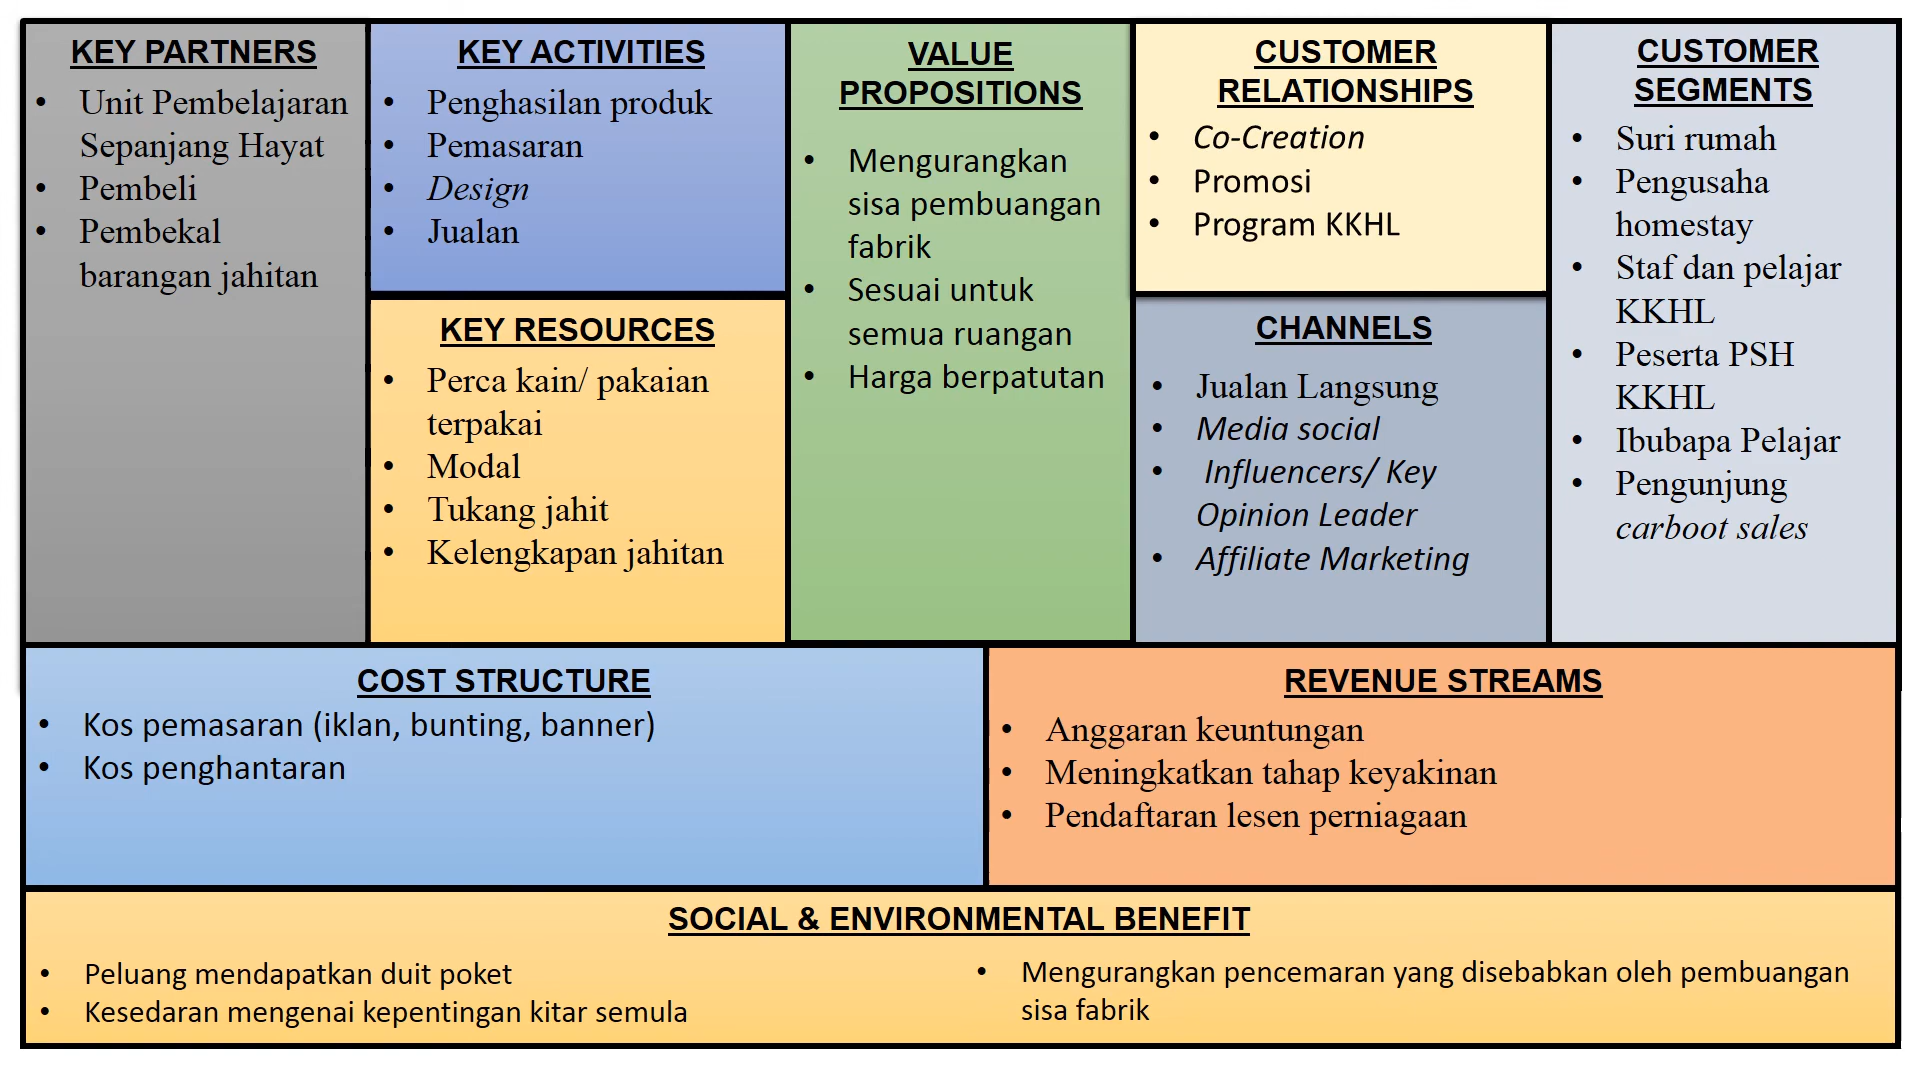 KEY PARTNERS
• Unit Pembelajaran
Sepanjang Hayat
• Pembeli
• Pembekal
barangan jahitan
KEY ACTIVITIES
• Penghasilan produk
• Pemasaran
• Design
• Jualan
KEY RESOURCES
• Perca kain/ pakaian
terpakai
• Modal
• Tukang jahit
• Kelengkapan jahitan
VALUE
PROPOSITIONS
• Mengurangkan
sisa pembuangan
fabrik
• Sesuai untuk
semua ruangan
• Harga berpatutan
CUSTOMER
RELATIONSHIPS
• Co-Creation
• Promosi
• Program KKHL
CHANNELS
• Jualan Langsung
• Media social
• Influencers/ Key
Opinion Leader
• Affiliate Marketing
CUSTOMER
SEGMENTS
• Suri rumah
• Pengusaha
homestay
• Staf dan pelajar
KKHL
• Peserta PSH
KKHL
• Ibubapa Pelajar
• Pengunjung
carboot sales
COST STRUCTURE
• Kos pemasaran (iklan, bunting, banner)
• Kos penghantaran
REVENUE STREAMS
• Anggaran keuntungan
• Meningkatkan tahap keyakinan
• Pendaftaran lesen perniagaan
SOCIAL & ENVIRONMENTAL BENEFIT
• Peluang mendapatkan duit poket
• Kesedaran mengenai kepentingan kitar semula
• Mengurangkan pencemaran yang disebabkan oleh pembuangan
sisa fabrik